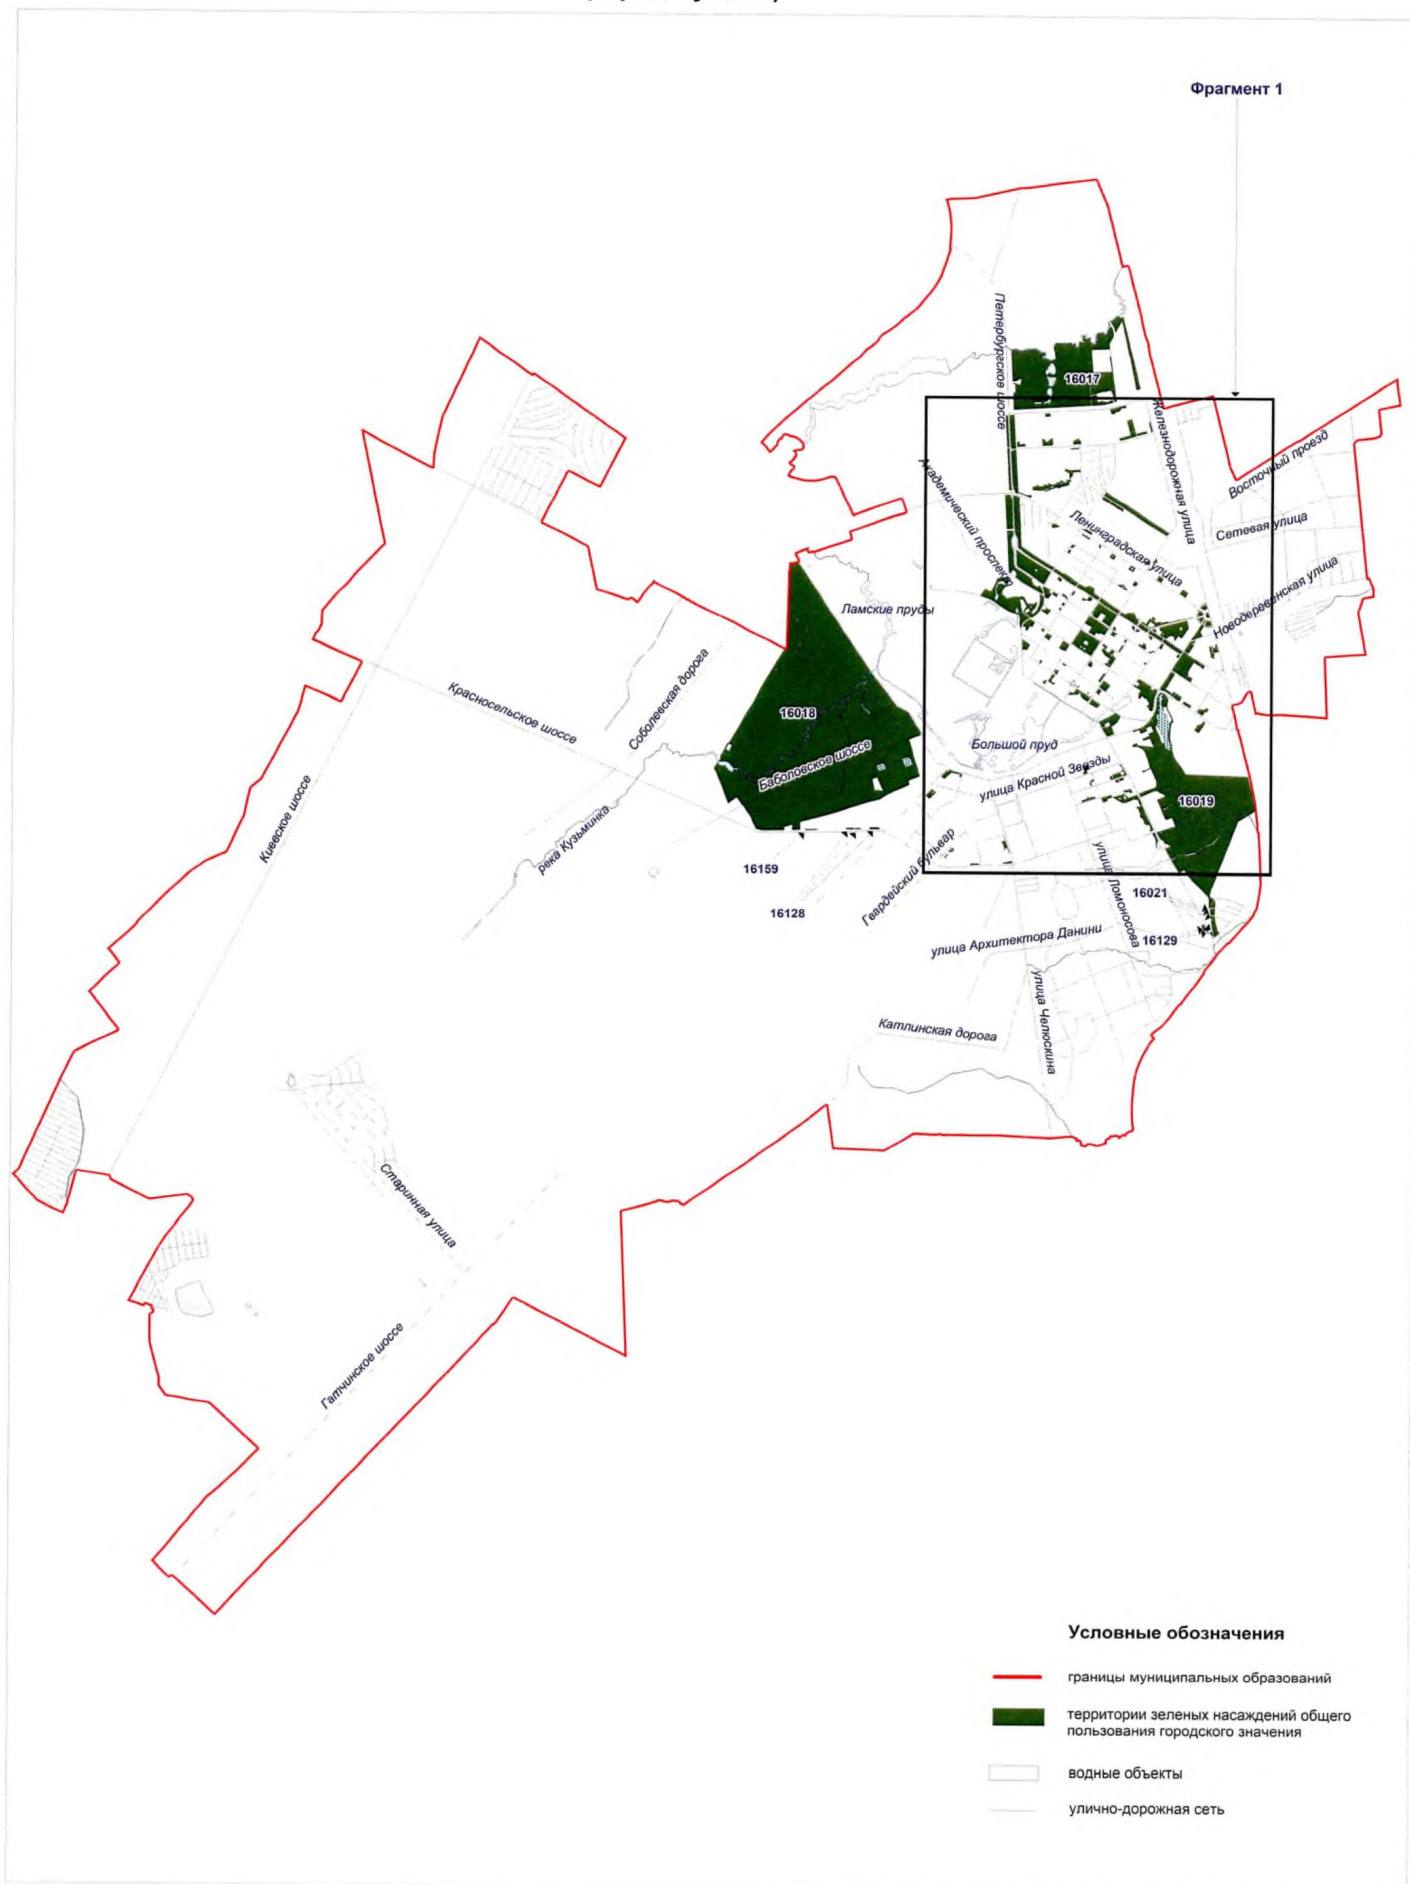 Фрагмент 1
Петербургское шоссе
16017
Железнодорожная улица
Восточный проезд
Академический проспект
Ленинградская улица
Сетевая улица
Новодеревенская улица
Ламские пруды
Соболевская дорога
Красносельское шоссе
16018
Баболовское шоссе
Большой пруд
улица Красной Звезды
16019
Киевское шоссе
река Кузьминка
16159
16128
Гвардейский бульвар
улица Ломоносова
16021
16129
улица Архитектора Данини
улица Челюскина
Катлинская дорога
Старинная улица
Гатчинское шоссе
Условные обозначения
границы муниципальных образований
территории зеленых насаждений общего
пользования городского значения
водные объекты
улично-дорожная сеть